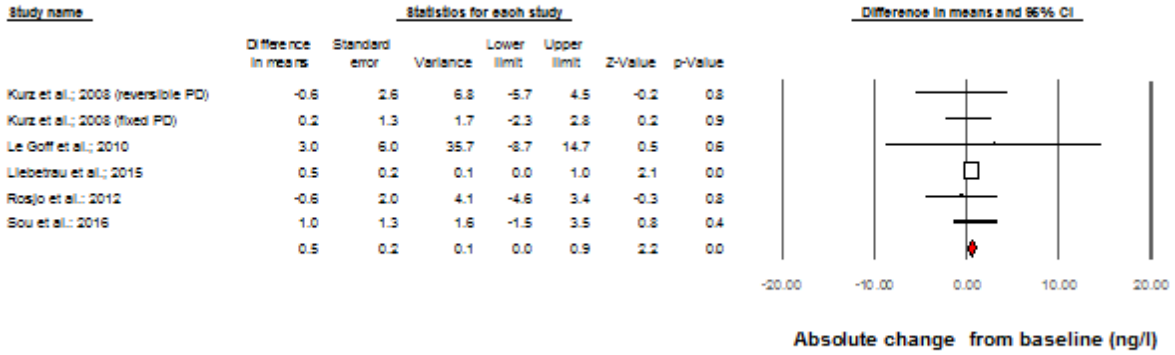 Study name Statistics for each study Difference in means and 95% CI
Difference Standard Lower Upper
in means error Variance limit limit Z-Value p-Value
Kurz et al.; 2008 (reversible PD) -0.6 2.6 6.8 -5.7 4.5 -0.2 0.8
Kurz et al.; 2008 (fixed PD) 0.2 1.3 1.7 -2.3 2.8 0.2 0.9
Le Goff et al.; 2010 3.0 6.0 35.7 -8.7 14.7 0.5 0.6
Liebetrau et al.; 2015 0.5 0.2 0.1 0.0 1.0 2.1 0.0
Rosjo et al.: 2012 -0.6 2.0 4.1 -4.6 3.4 -0.3 0.8
Sou et al.: 2016 1.0 1.3 1.6 -1.5 3.5 0.8 0.4
0.5 0.2 0.1 0.0 0.9 2.2 0.0
-20.00 -10.00 0.00 10.00 20.00
Absolute change from baseline (ng/l)